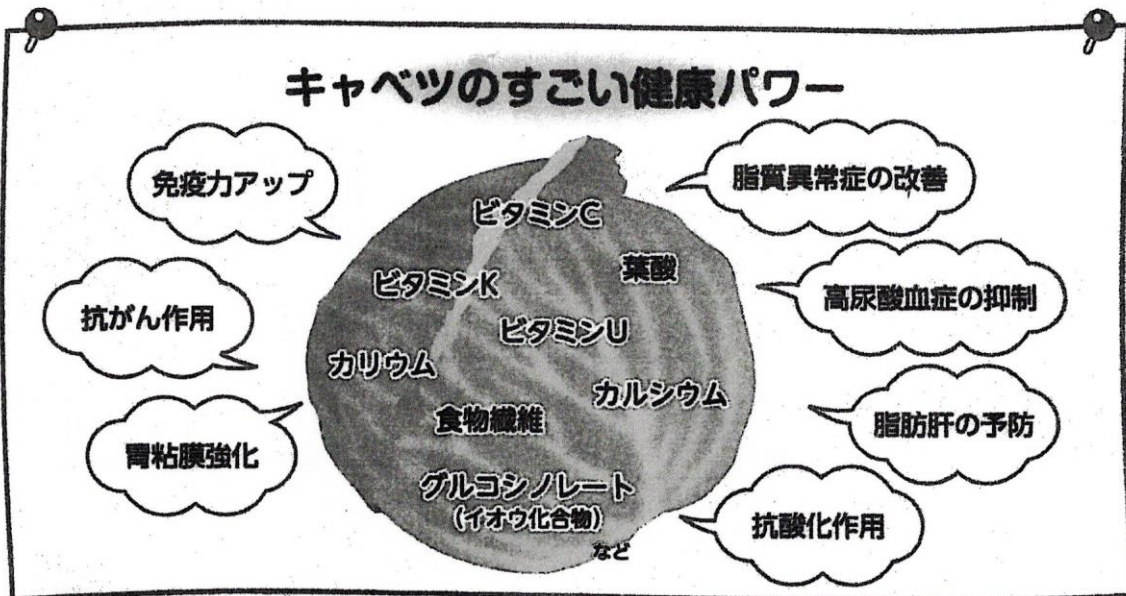 キャベツのすごい健康パワー
免疫力アップ
抗がん作用
胃粘膜強化
ビタミンC
葉酸
ビタミンK
ビタミンU
カリウム
カルシウム
食物繊維
グルコシノレート
(イオウ化合物)
など
脂質異常症の改善
高尿酸血症の抑制
脂肪肝の予防
抗酸化作用